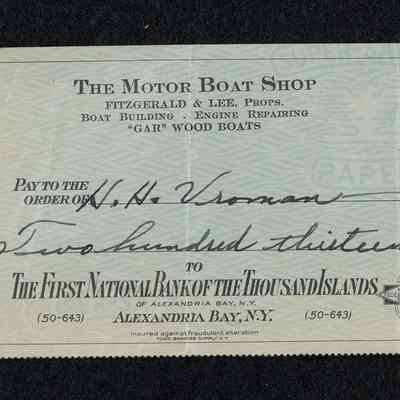 THE MOTOR BOAT SHOP
FITZGERALD & LEE, PROPS.
BOAT BUILDING - ENGINE REPAIRING
"GAR" WOOD BOATS
PAY TO THE
ORDER OF H. H. Vroman
Two hundred thirteen
TO
THE FIRST NATIONAL BANK OF THE THOUSAND ISLANDS
OF ALEXANDRIA BAY, N.Y.
(50-643) ALEXANDRIA BAY, N.Y. (50-643)
Insured against fraudulent alteration